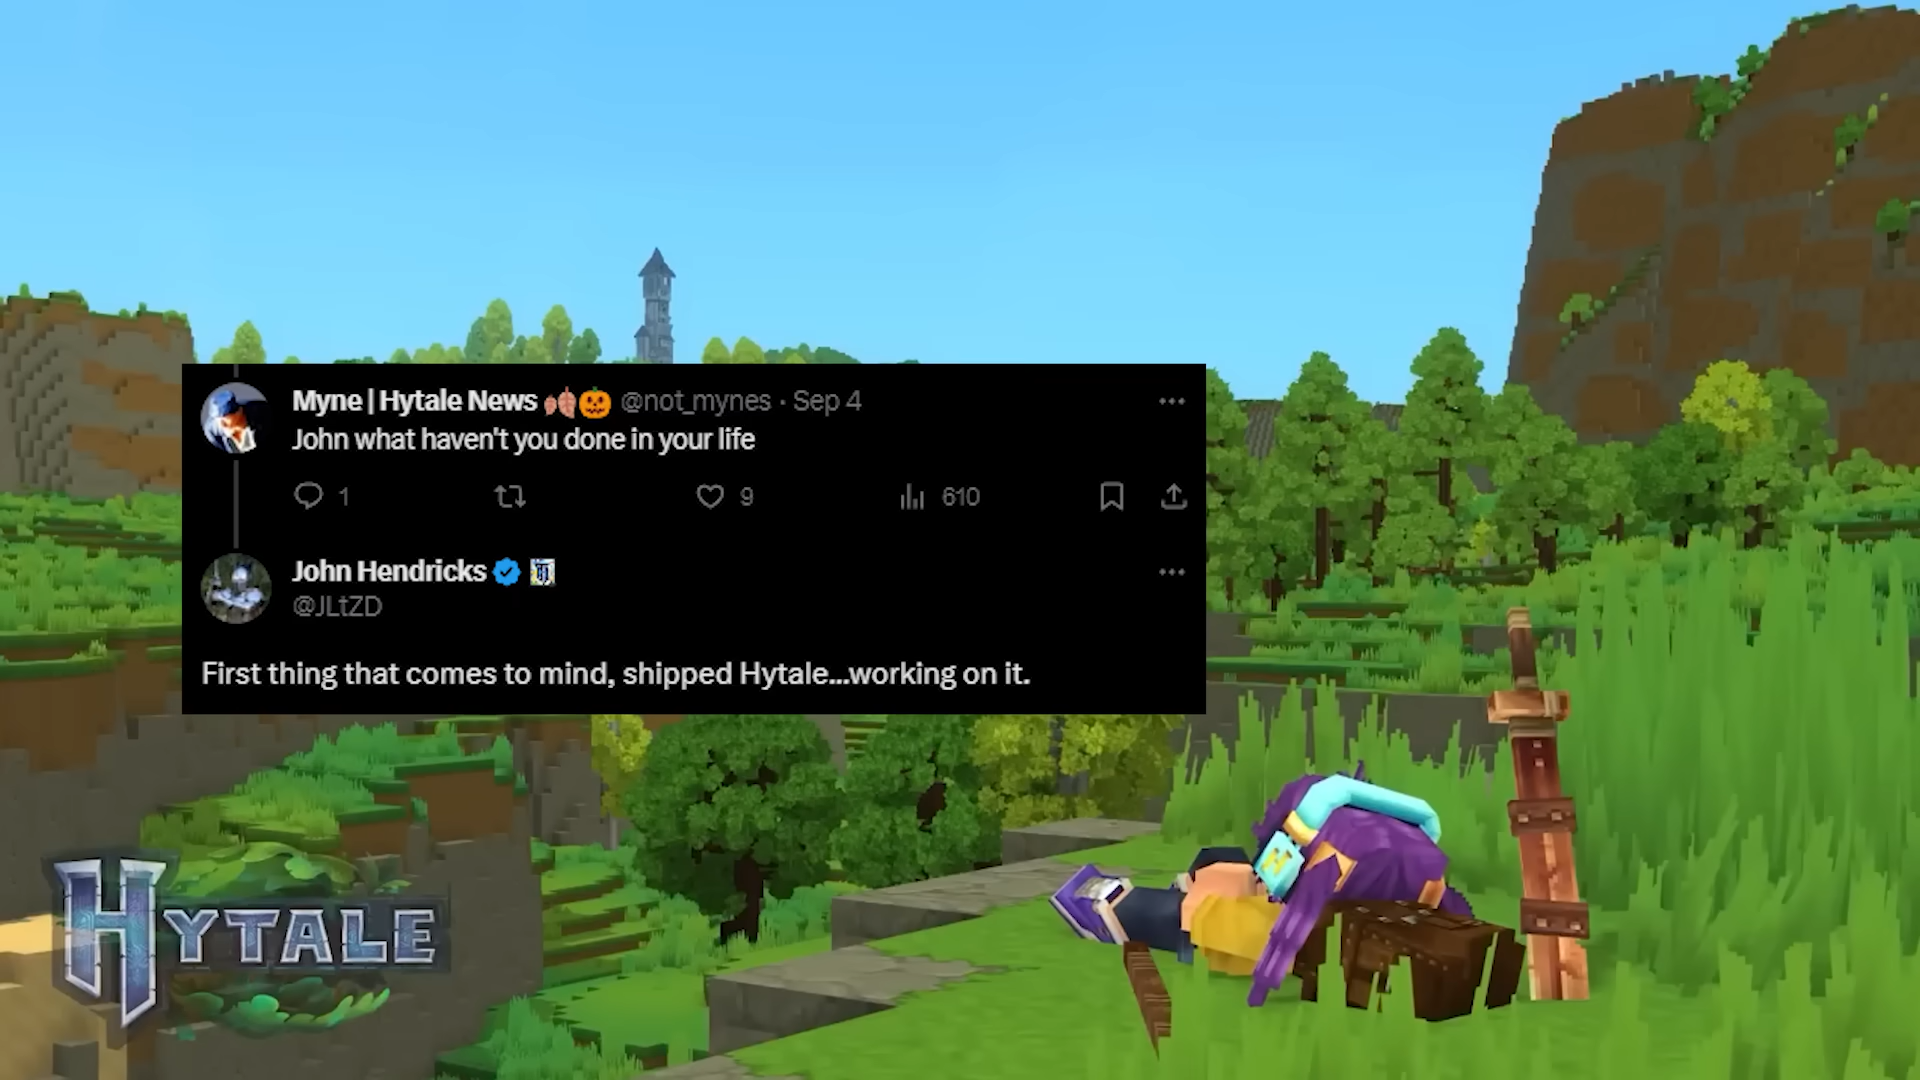 Myne | Hytale News 🍂🎃 @not_mynes · Sep 4
John what haven't you done in your life
1 9 610
John Hendricks
@JLtZD
First thing that comes to mind, shipped Hytale...working on it.
HYTALE